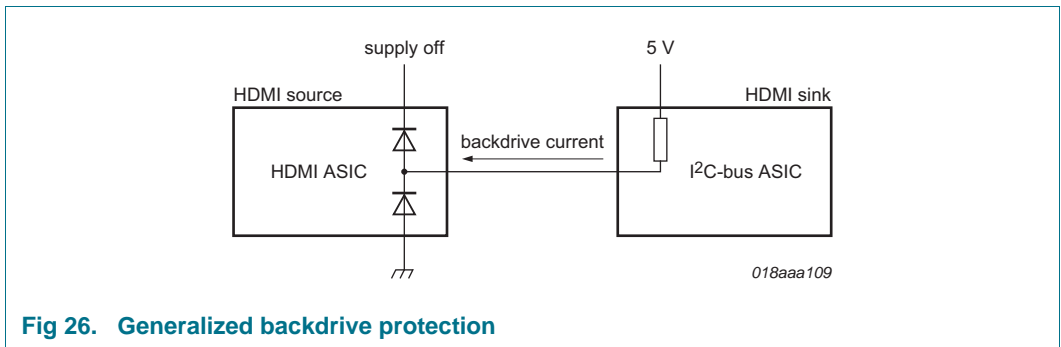 supply off
5 V
HDMI source
HDMI sink
backdrive current
HDMI ASIC
I2C-bus ASIC
018aaa109
Fig 26. Generalized backdrive protection